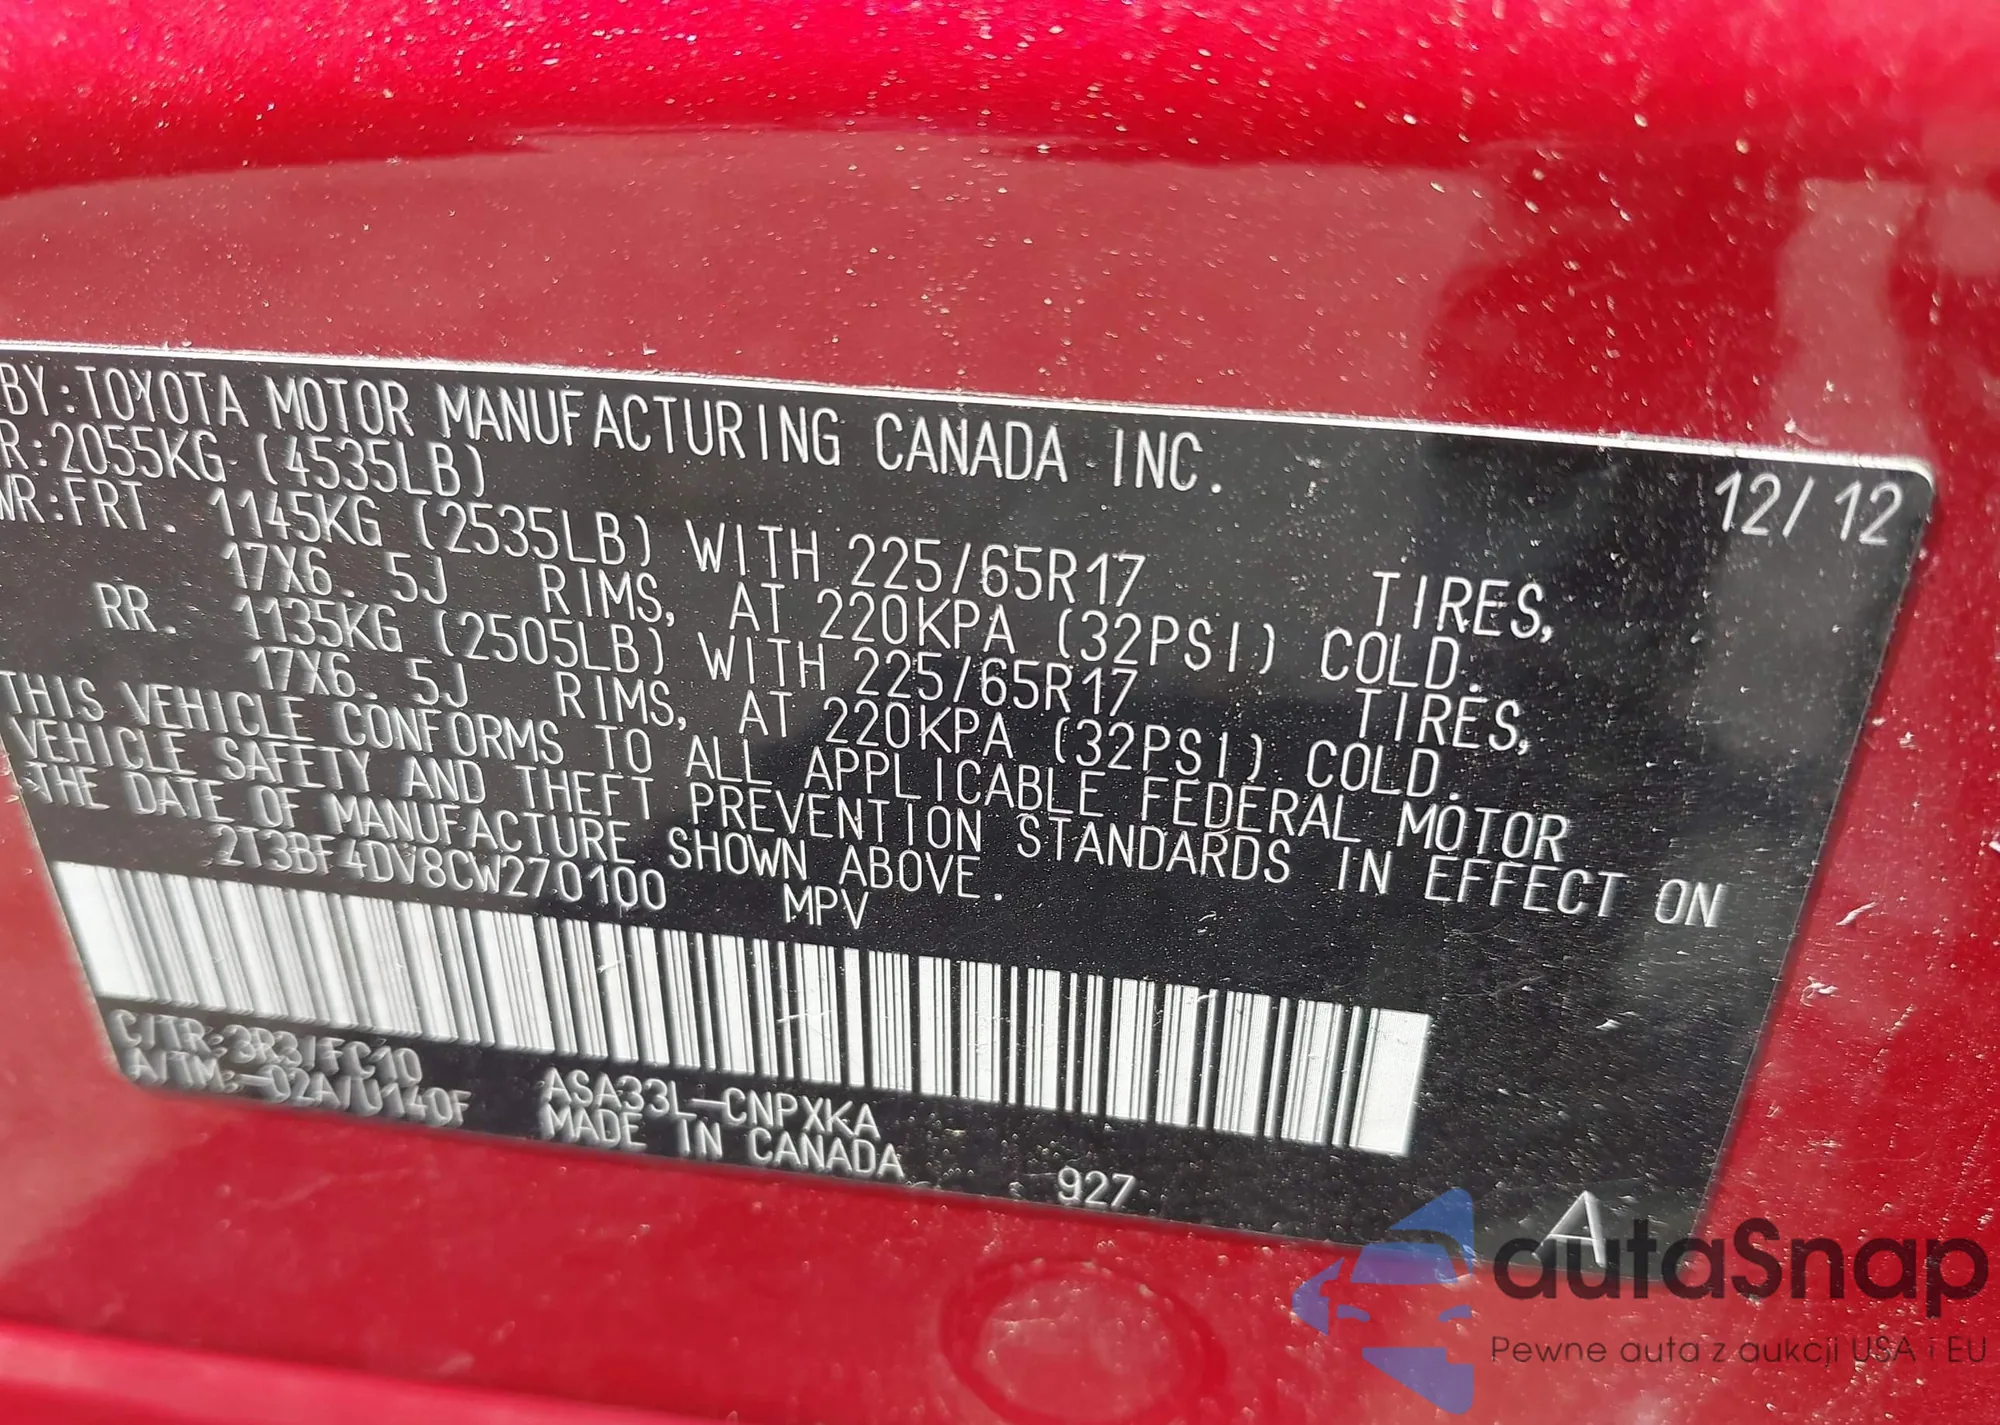 BY:TOYOTA MOTOR MANUFACTURING CANADA INC. 12/12
R:2055KG (4535LB)
WR:FRT. 1145KG (2535LB) WITH 225/65R17 TIRES,
17X6.5J RIMS, AT 220KPA (32PSI) COLD.
RR. 1135KG (2505LB) WITH 225/65R17 TIRES,
17X6.5J RIMS, AT 220KPA (32PSI) COLD.
THIS VEHICLE CONFORMS TO ALL APPLICABLE FEDERAL MOTOR
VEHICLE SAFETY AND THEFT PREVENTION STANDARDS IN EFFECT ON
THE DATE OF MANUFACTURE SHOWN ABOVE.
2T3BF4DV8CW270100 MPV
C/TR:3R3/FC10 ASA33L-CNPXKA
A/TM:-02A/U140F MADE IN CANADA 927
A
autaSnap
Pewne auta z aukcji USA i EU